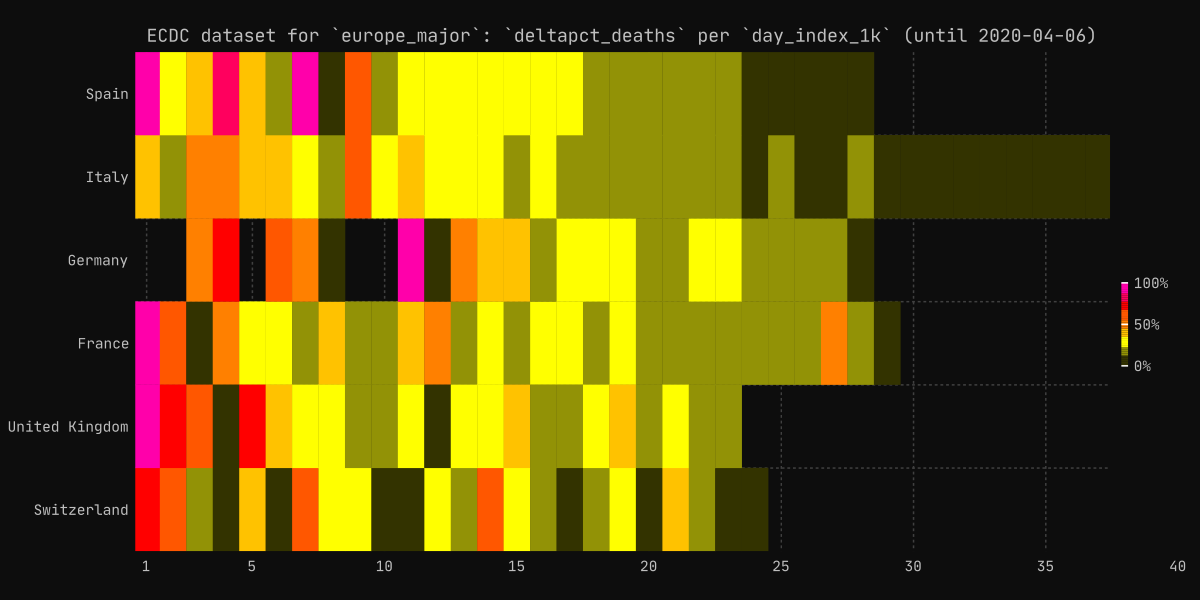 ECDC dataset for `europe_major`: `deltapct_deaths` per `day_index_1k` (until 2020-04-06)
Spain
Italy
Germany
France
United Kingdom
Switzerland
100%
50%
0%
1 5 10 15 20 25 30 35 40